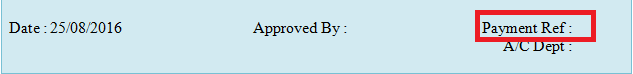 Date : 25/08/2016 Approved By : Payment Ref :
A/C Dept :